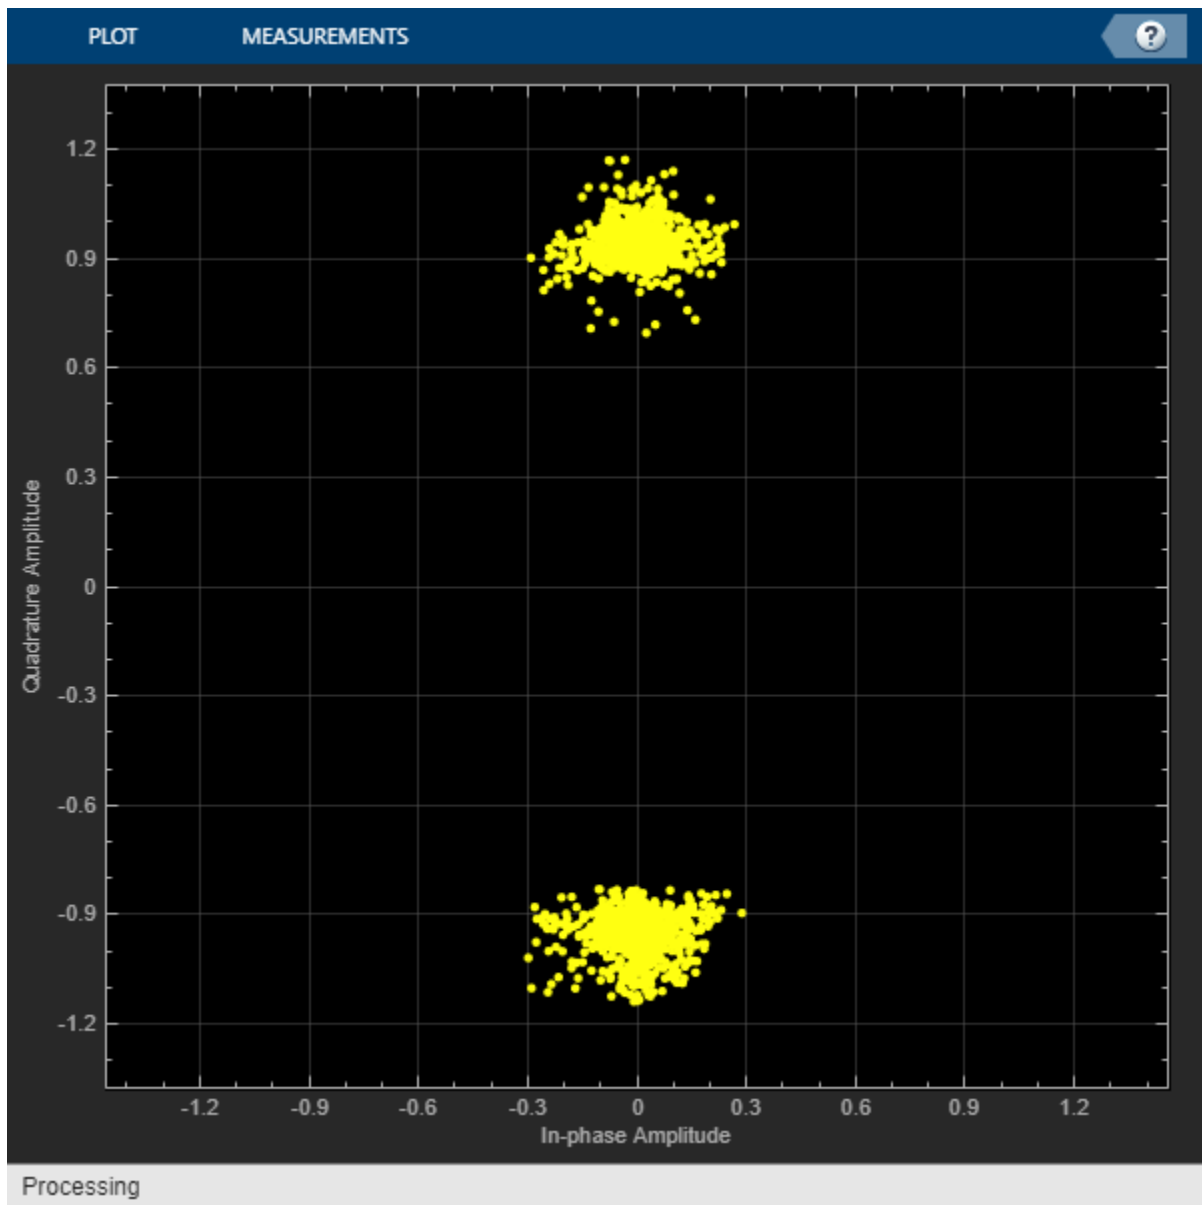 PLOT MEASUREMENTS ?
1.2
0.9
0.6
0.3
0
-0.3
-0.6
-0.9
-1.2
Quadrature Amplitude
-1.2 -0.9 -0.6 -0.3 0 0.3 0.6 0.9 1.2
In-phase Amplitude
Processing